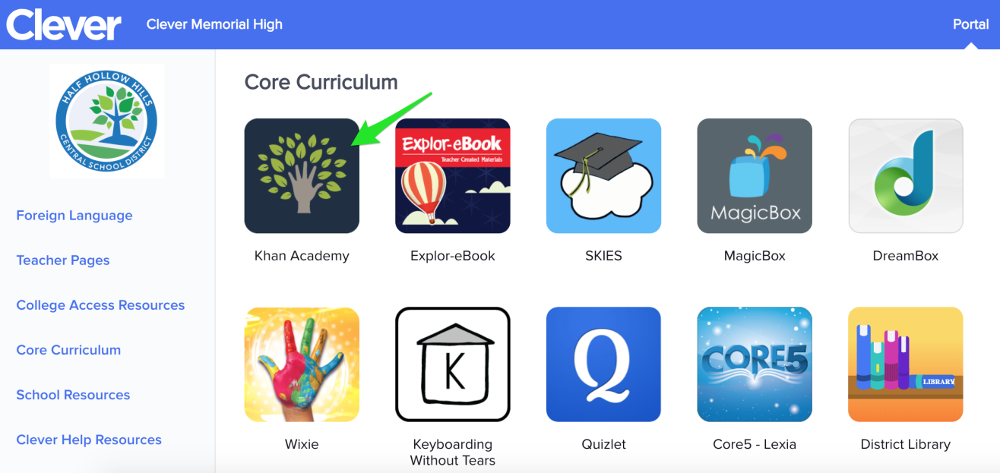 Clever
Clever Memorial High
Portal
HALF HOLLOW HILLS
CENTRAL SCHOOL DISTRICT
Foreign Language
Teacher Pages
College Access Resources
Core Curriculum
School Resources
Clever Help Resources
Core Curriculum
Explor-eBook
Teacher Created Materials
MagicBox
d
Khan Academy
Explor-eBook
SKIES
MagicBox
DreamBox
K
Q
CORE5
LIBRARY
Wixie
Keyboarding
Without Tears
Quizlet
Core5 - Lexia
District Library